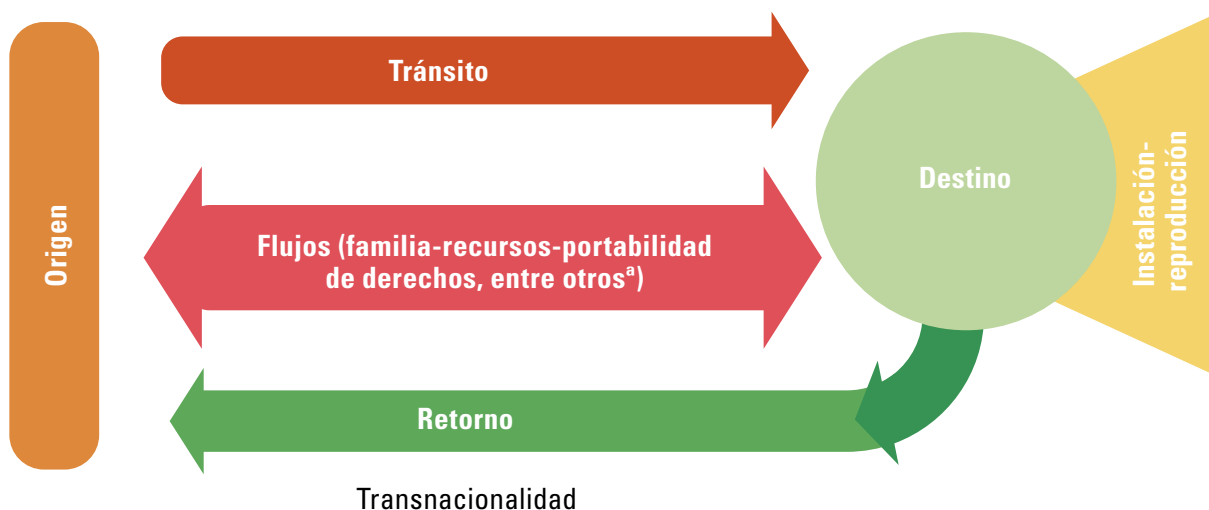 Origen
Tránsito
Flujos (familia-recursos-portabilidad
de derechos, entre otrosª)
Retorno
Destino
Instalación-
reproducción
Transnacionalidad